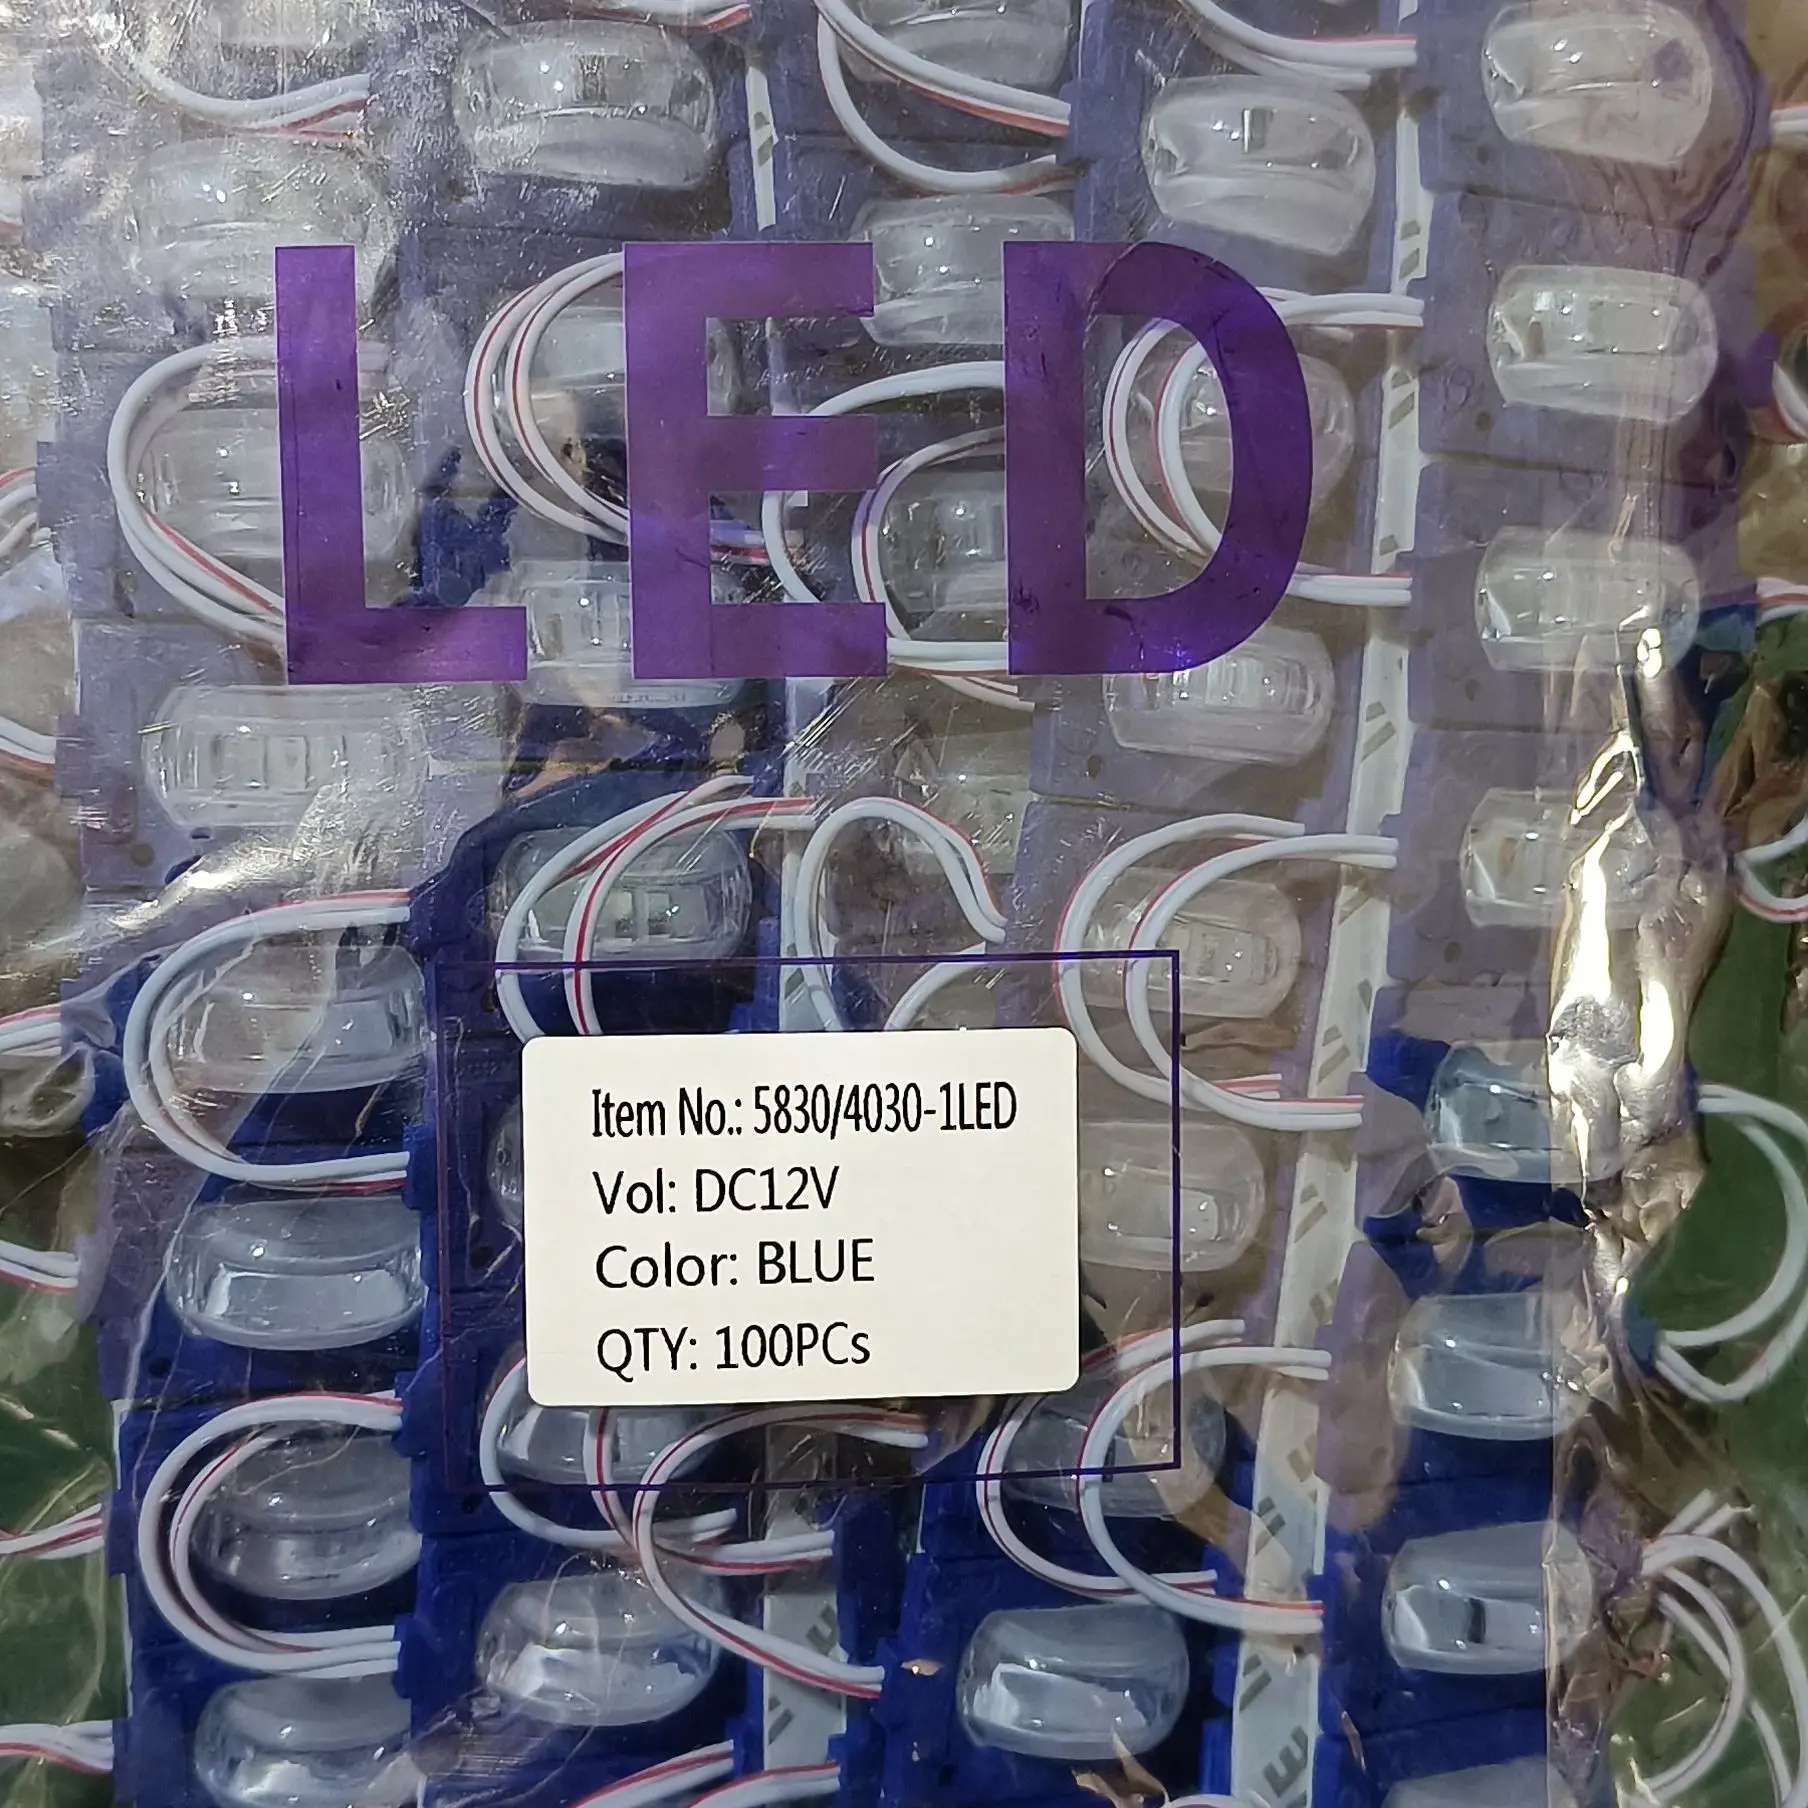 LED
Item No.: 5830/4030-1LED
Vol: DC12V
Color: BLUE
QTY: 100PCs